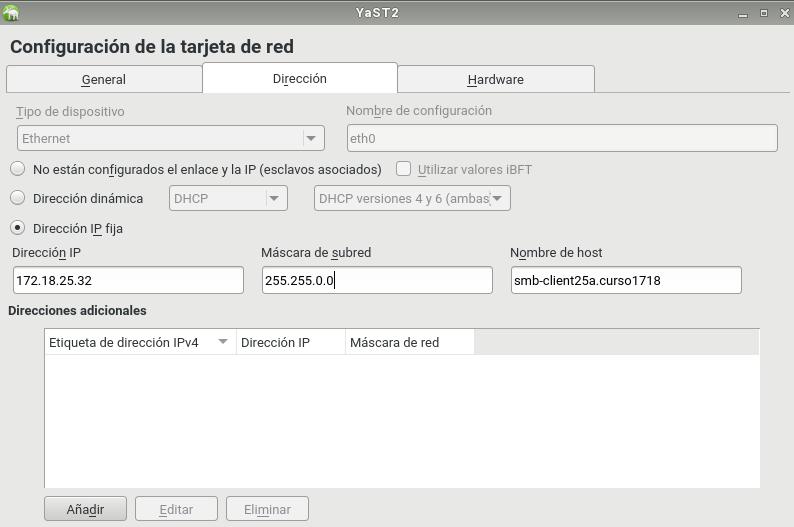 YaST2
Configuración de la tarjeta de red
General Dirección Hardware
Tipo de dispositivo Nombre de configuración
Ethernet eth0
No están configurados el enlace y la IP (esclavos asociados) Utilizar valores iBFT
Dirección dinámica DHCP DHCP versiones 4 y 6 (ambas
Dirección IP fija
Dirección IP Máscara de subred Nombre de host
172.18.25.32 255.255.0.0 smb-client25a.curso1718
Direcciones adicionales
Etiqueta de dirección IPv4 Dirección IP Máscara de red
Añadir Editar Eliminar